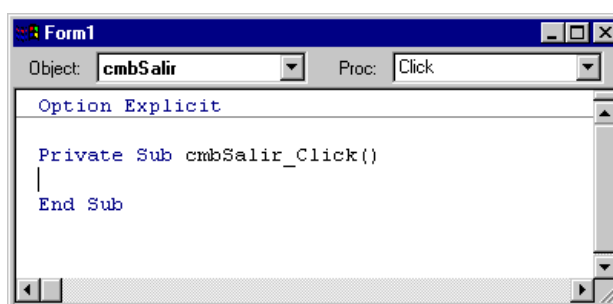 Form1
Object: cmbSalir Proc: Click
Option Explicit
Private Sub cmbSalir_Click()
End Sub